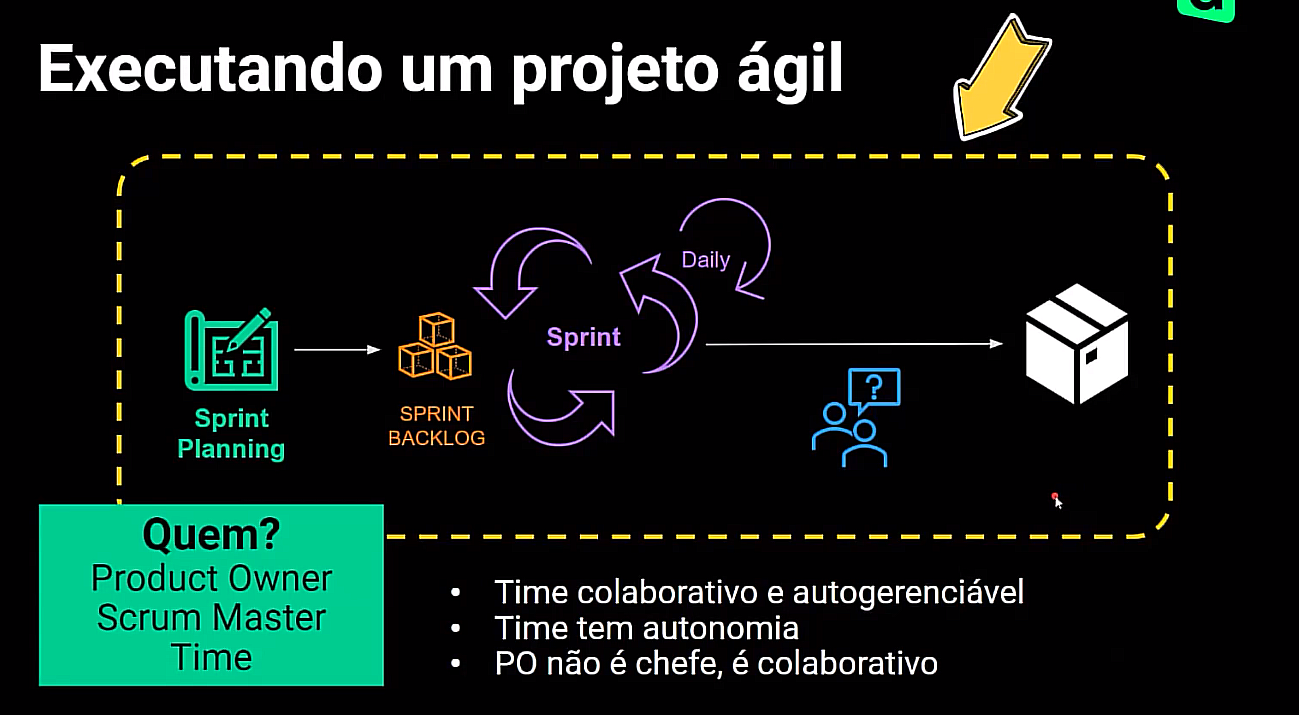 Executando um projeto ágil
Daily
Sprint
?
Sprint
Planning
SPRINT
BACKLOG
Quem?
Product Owner
Scrum Master
Time
• Time colaborativo e autogerenciável
• Time tem autonomia
• PO não é chefe, é colaborativo